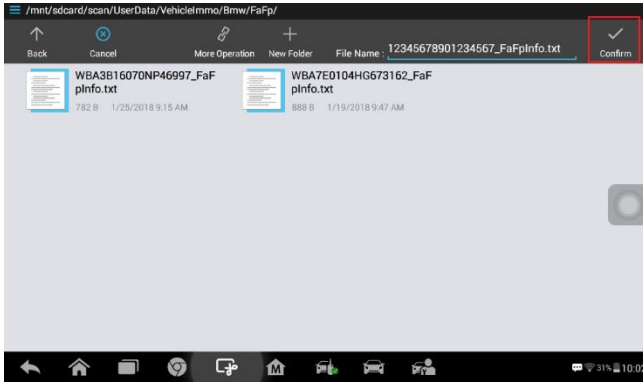 /mnt/sdcard/scan/UserData/VehicleImmo/Bmw/FaFp/
Back Cancel More Operation New Folder File Name : 12345678901234567_FaFpInfo.txt Confirm
WBA3B16070NP46997_FaF
pInfo.txt
782 B 1/25/2018 9:15 AM
WBA7E0104HG673162_FaF
pInfo.txt
888 B 1/19/2018 9:47 AM
31%